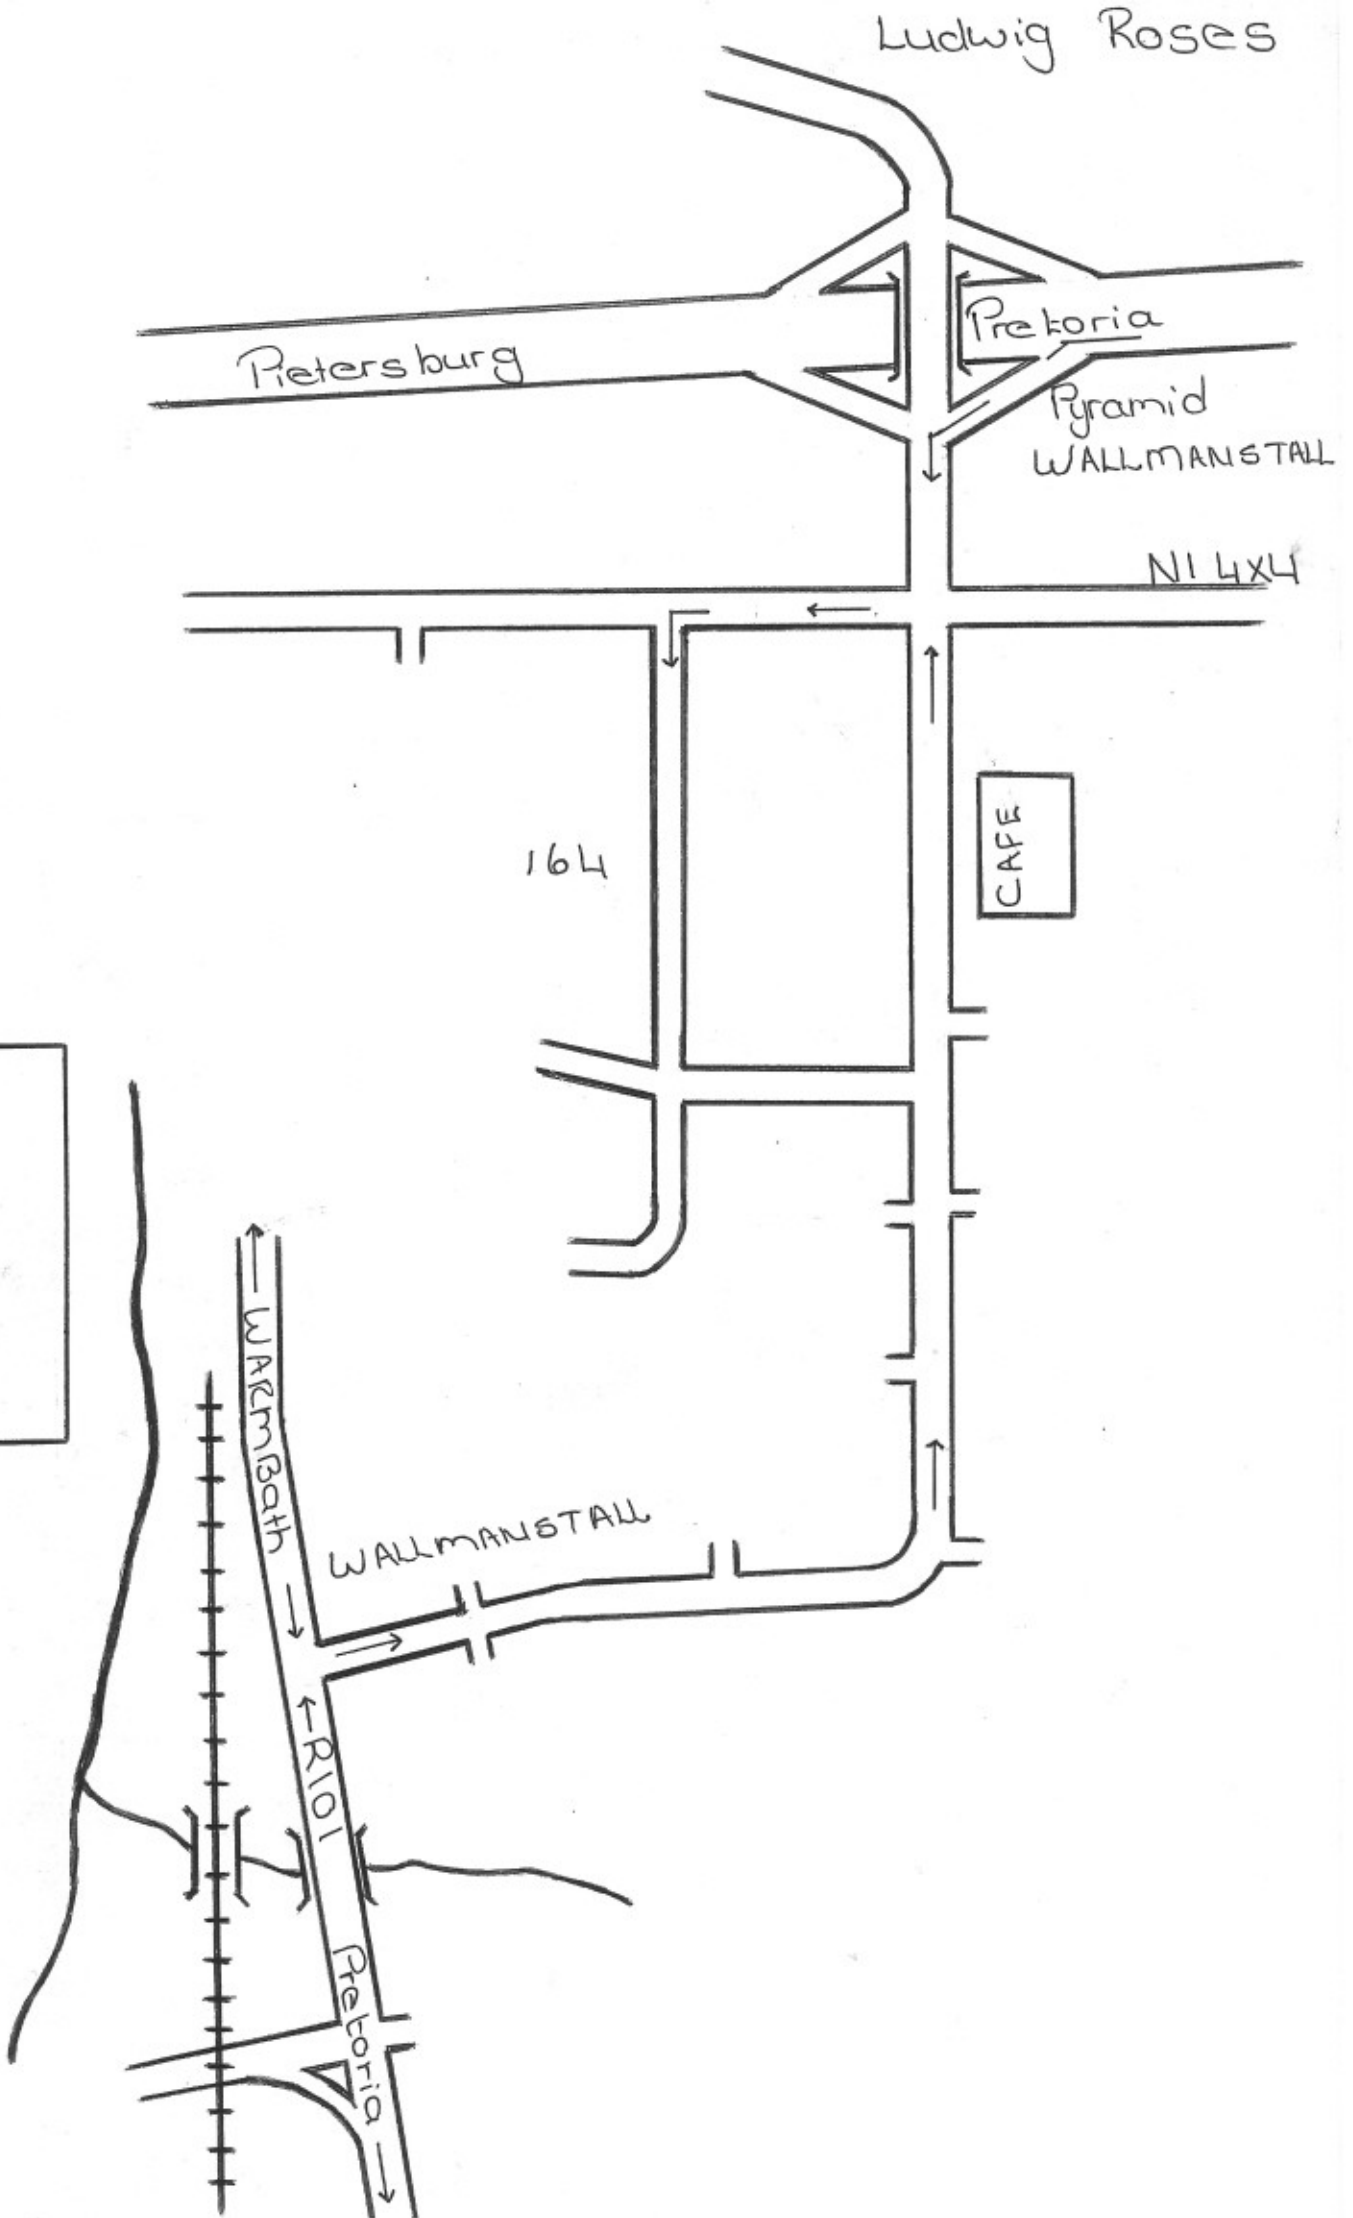 Ludwig Roses
Pretoria
Pietersburg
Pyramid
WALLMANSTALL
N1 4x4
CAFE
164
WARMBath
WALLMANSTALL
R101
Pretoria